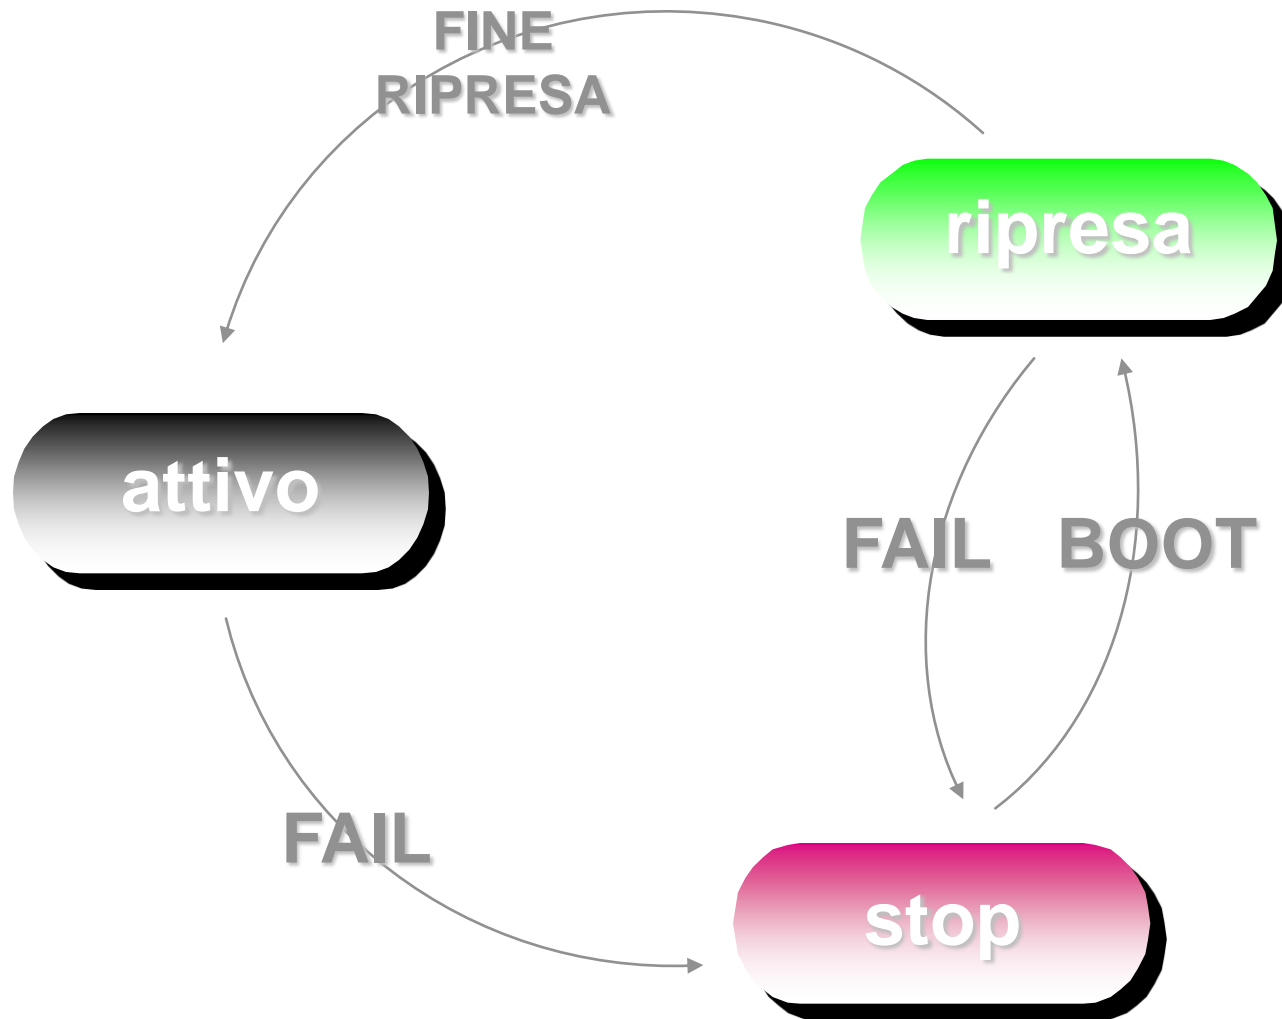 FINE
RIPRESA
ripresa
attivo
FAIL BOOT
FAIL
stop